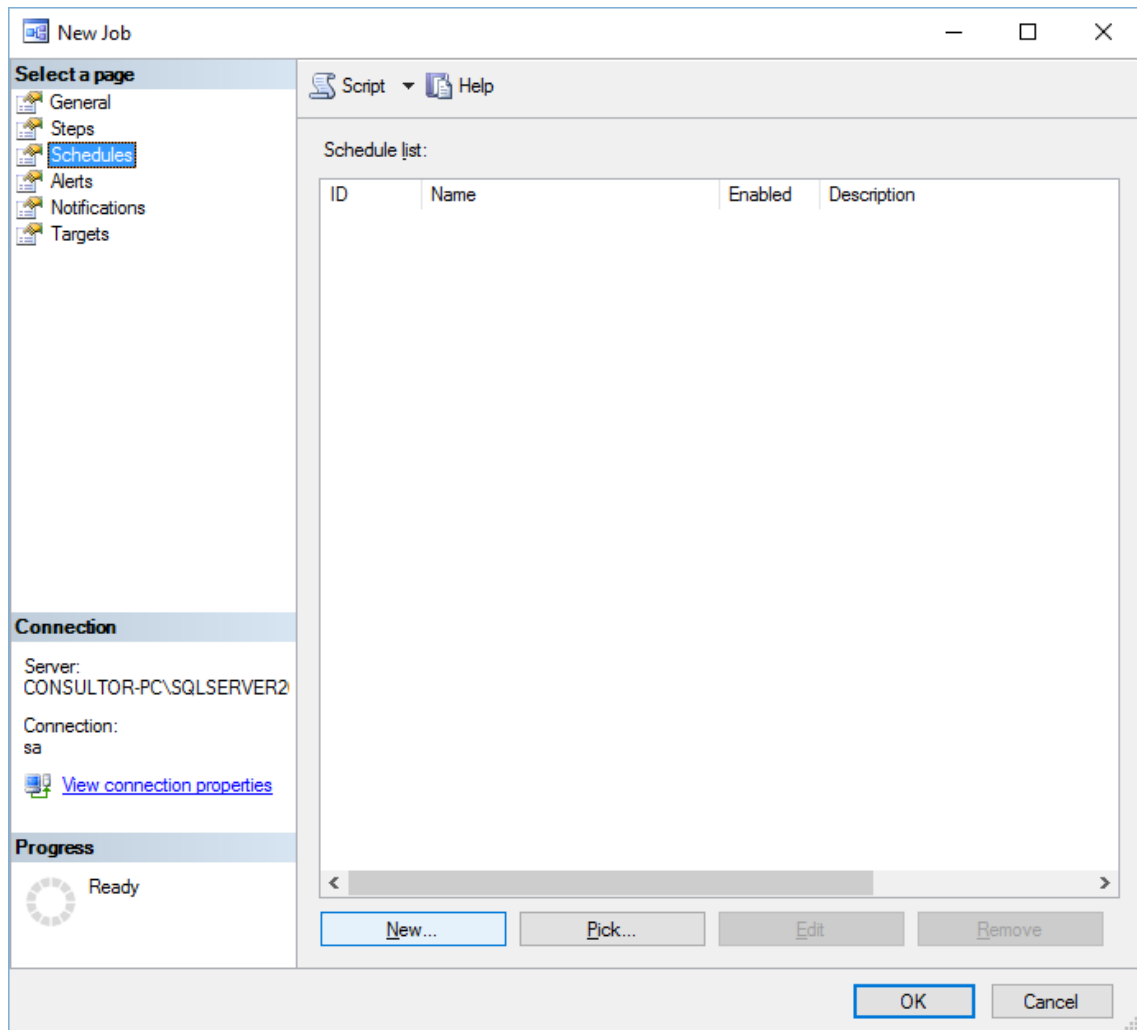 New Job
Select a page
General
Steps
Schedules
Alerts
Notifications
Targets
Script
Help
Schedule list:
ID Name Enabled Description
Connection
Server:
CONSULTOR-PC\SQLSERVER2
Connection:
sa
View connection properties
Progress
Ready
New... Pick... Edit Remove
OK Cancel